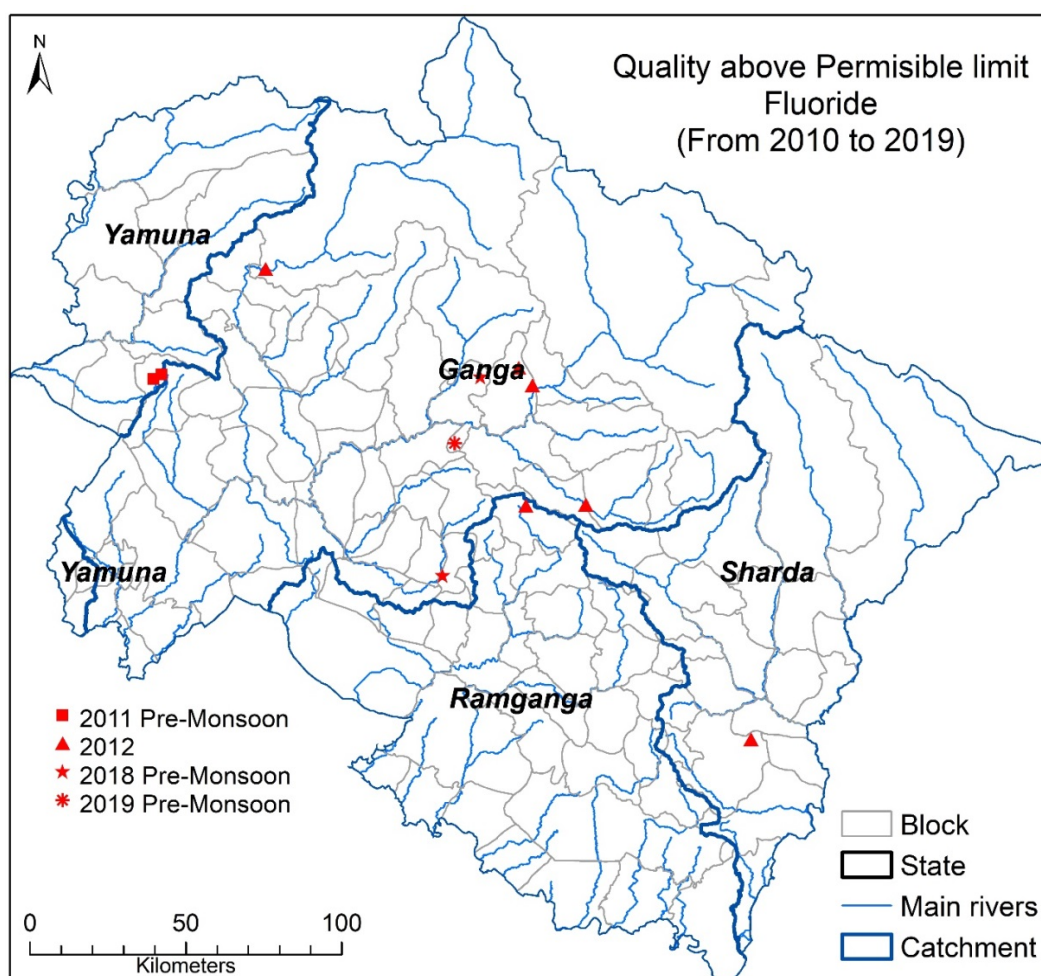 N
Quality above Permisible limit
Fluoride
(From 2010 to 2019)
Yamuna
Ganga
Yamuna
Sharda
Ramganga
2011 Pre-Monsoon
2012
2018 Pre-Monsoon
2019 Pre-Monsoon
Block
State
Main rivers
Catchment
0 50 100
Kilometers